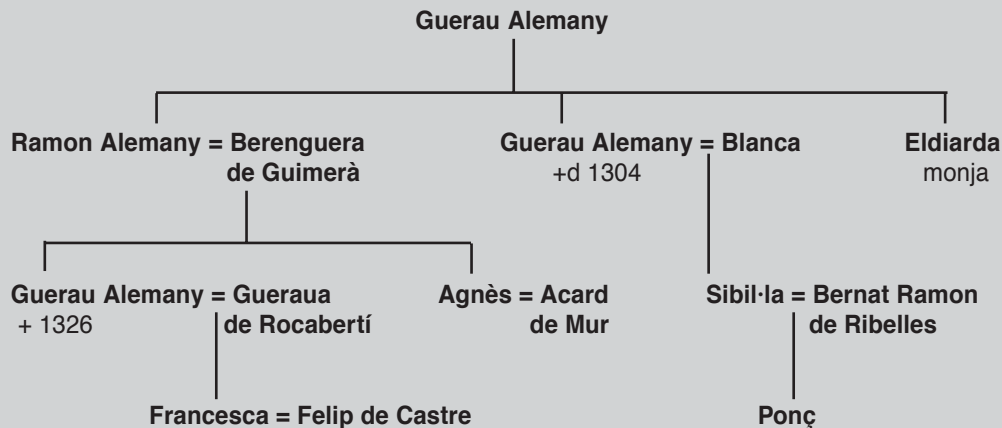 Guerau Alemany
Ramon Alemany = Berenguera
de Guimerà
Guerau Alemany = Blanca
+d 1304
Eldiarda
monja
Guerau Alemany = Gueraua
+ 1326
de Rocabertí
Agnès = Acard
de Mur
Sibil·la = Bernat Ramon
de Ribelles
Francesca = Felip de Castre
Ponç